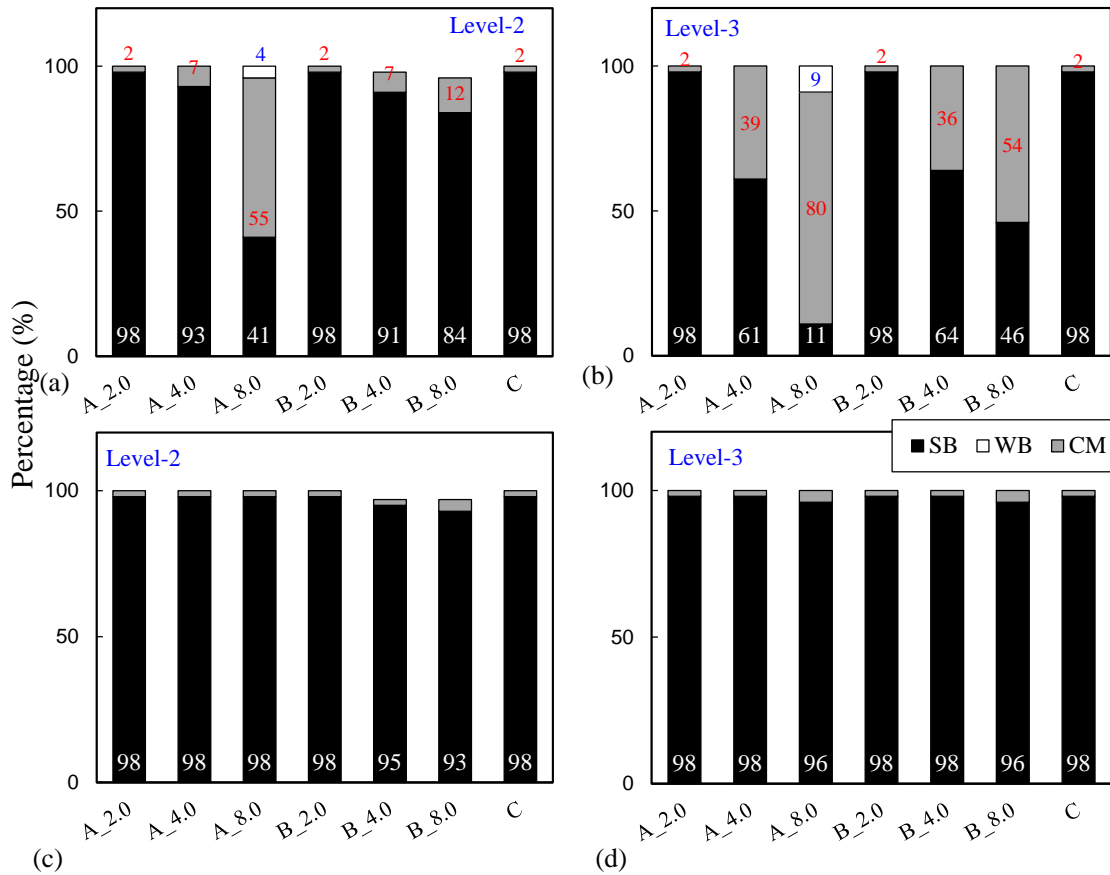 Percentage (%)
Level-2
100
50
0
2 7 4 2 7 12 2
55
98 93 41 98 91 84 98
A_2.0 A_4.0 A_8.0 B_2.0 B_4.0 B_8.0 C
(a)
Level-3
100
50
0
2 39 9 2 36 54 2
80
98 61 11 98 64 46 98
A_2.0 A_4.0 A_8.0 B_2.0 B_4.0 B_8.0 C
(b)
SB WB CM
Level-2
100
50
0
98 98 98 98 95 93 98
A_2.0 A_4.0 A_8.0 B_2.0 B_4.0 B_8.0 C
(c)
Level-3
100
50
0
98 98 96 98 98 96 98
A_2.0 A_4.0 A_8.0 B_2.0 B_4.0 B_8.0 C
(d)